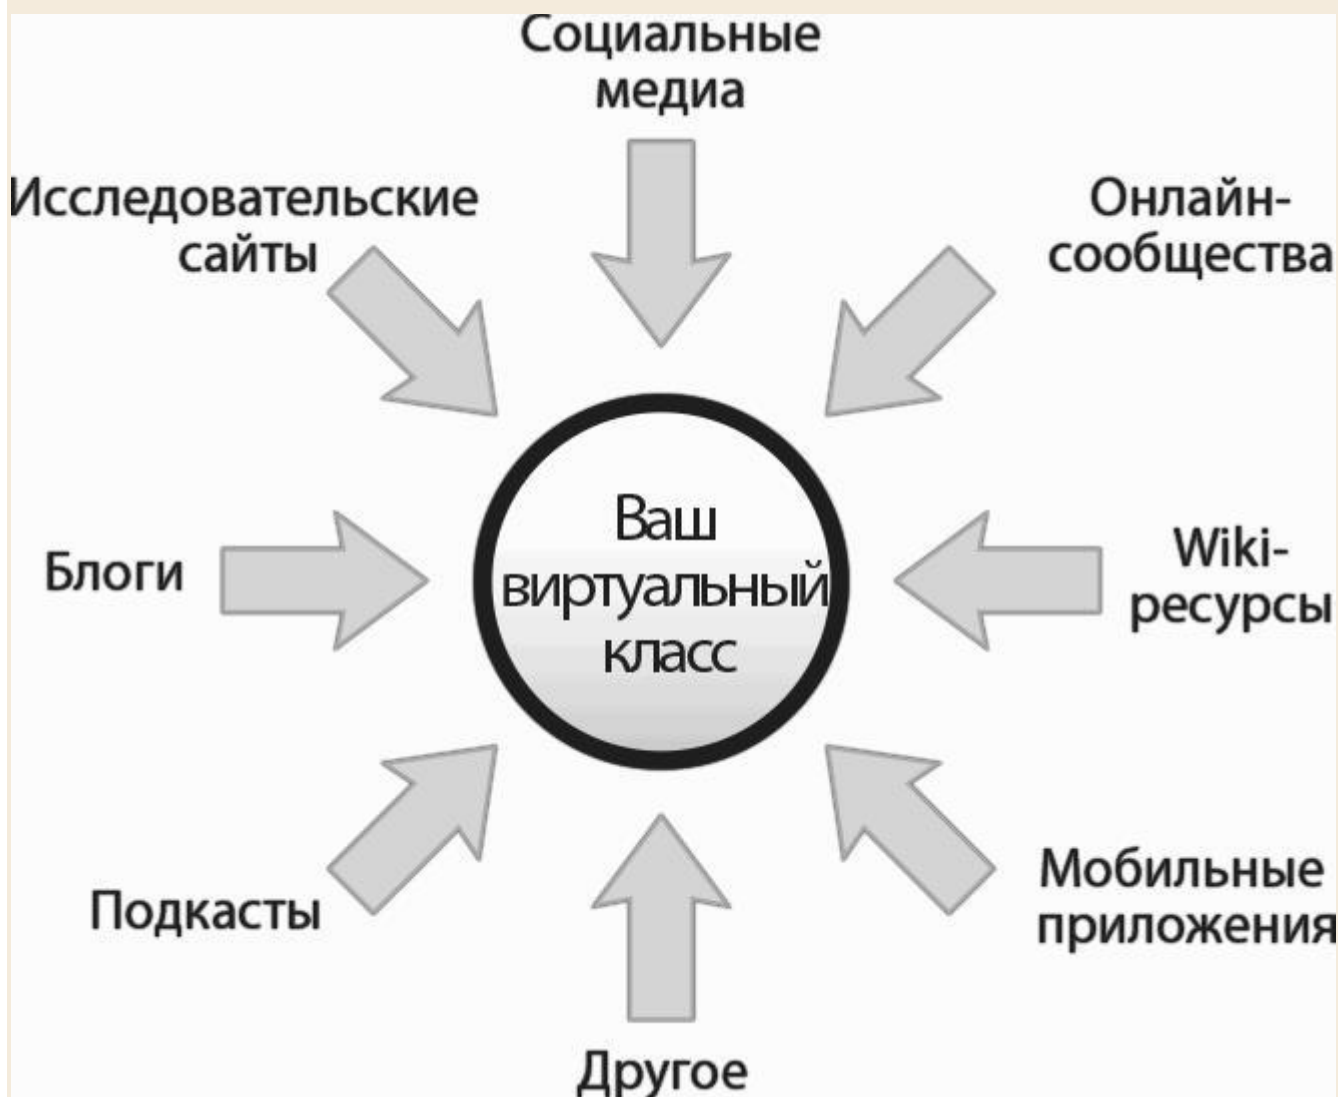 Социальные
медиа
Исследовательские
сайты
Онлайн-
сообщества
Блоги
Ваш
виртуальный
класс
Wiki-
ресурсы
Подкасты
Мобильные
приложения
Другое